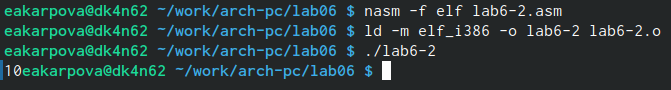 eakarpova@dk4n62 ~/work/arch-pc/lab06 $ nasm -f elf lab6-2.asm
eakarpova@dk4n62 ~/work/arch-pc/lab06 $ ld -m elf_i386 -o lab6-2 lab6-2.o
eakarpova@dk4n62 ~/work/arch-pc/lab06 $ ./lab6-2
10eakarpova@dk4n62 ~/work/arch-pc/lab06 $